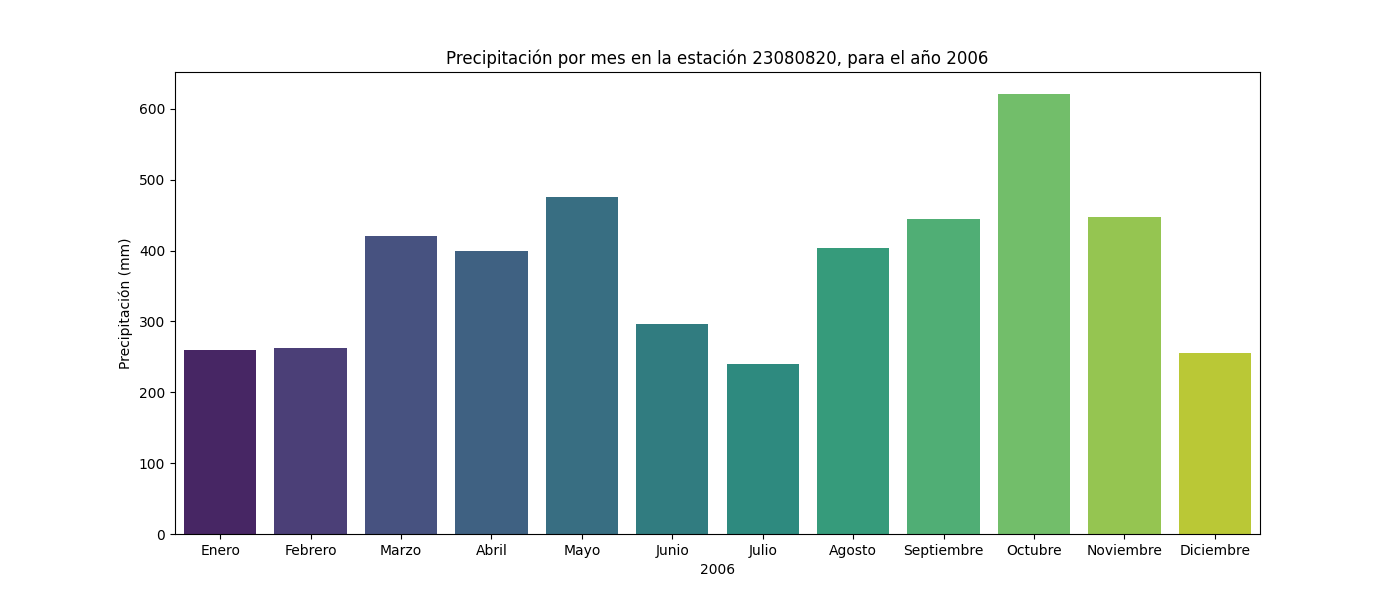 Precipitación por mes en la estación 23080820, para el año 2006
Precipitación (mm)
600
500
400
300
200
100
0
Enero Febrero Marzo Abril Mayo Junio Julio Agosto Septiembre Octubre Noviembre Diciembre
2006